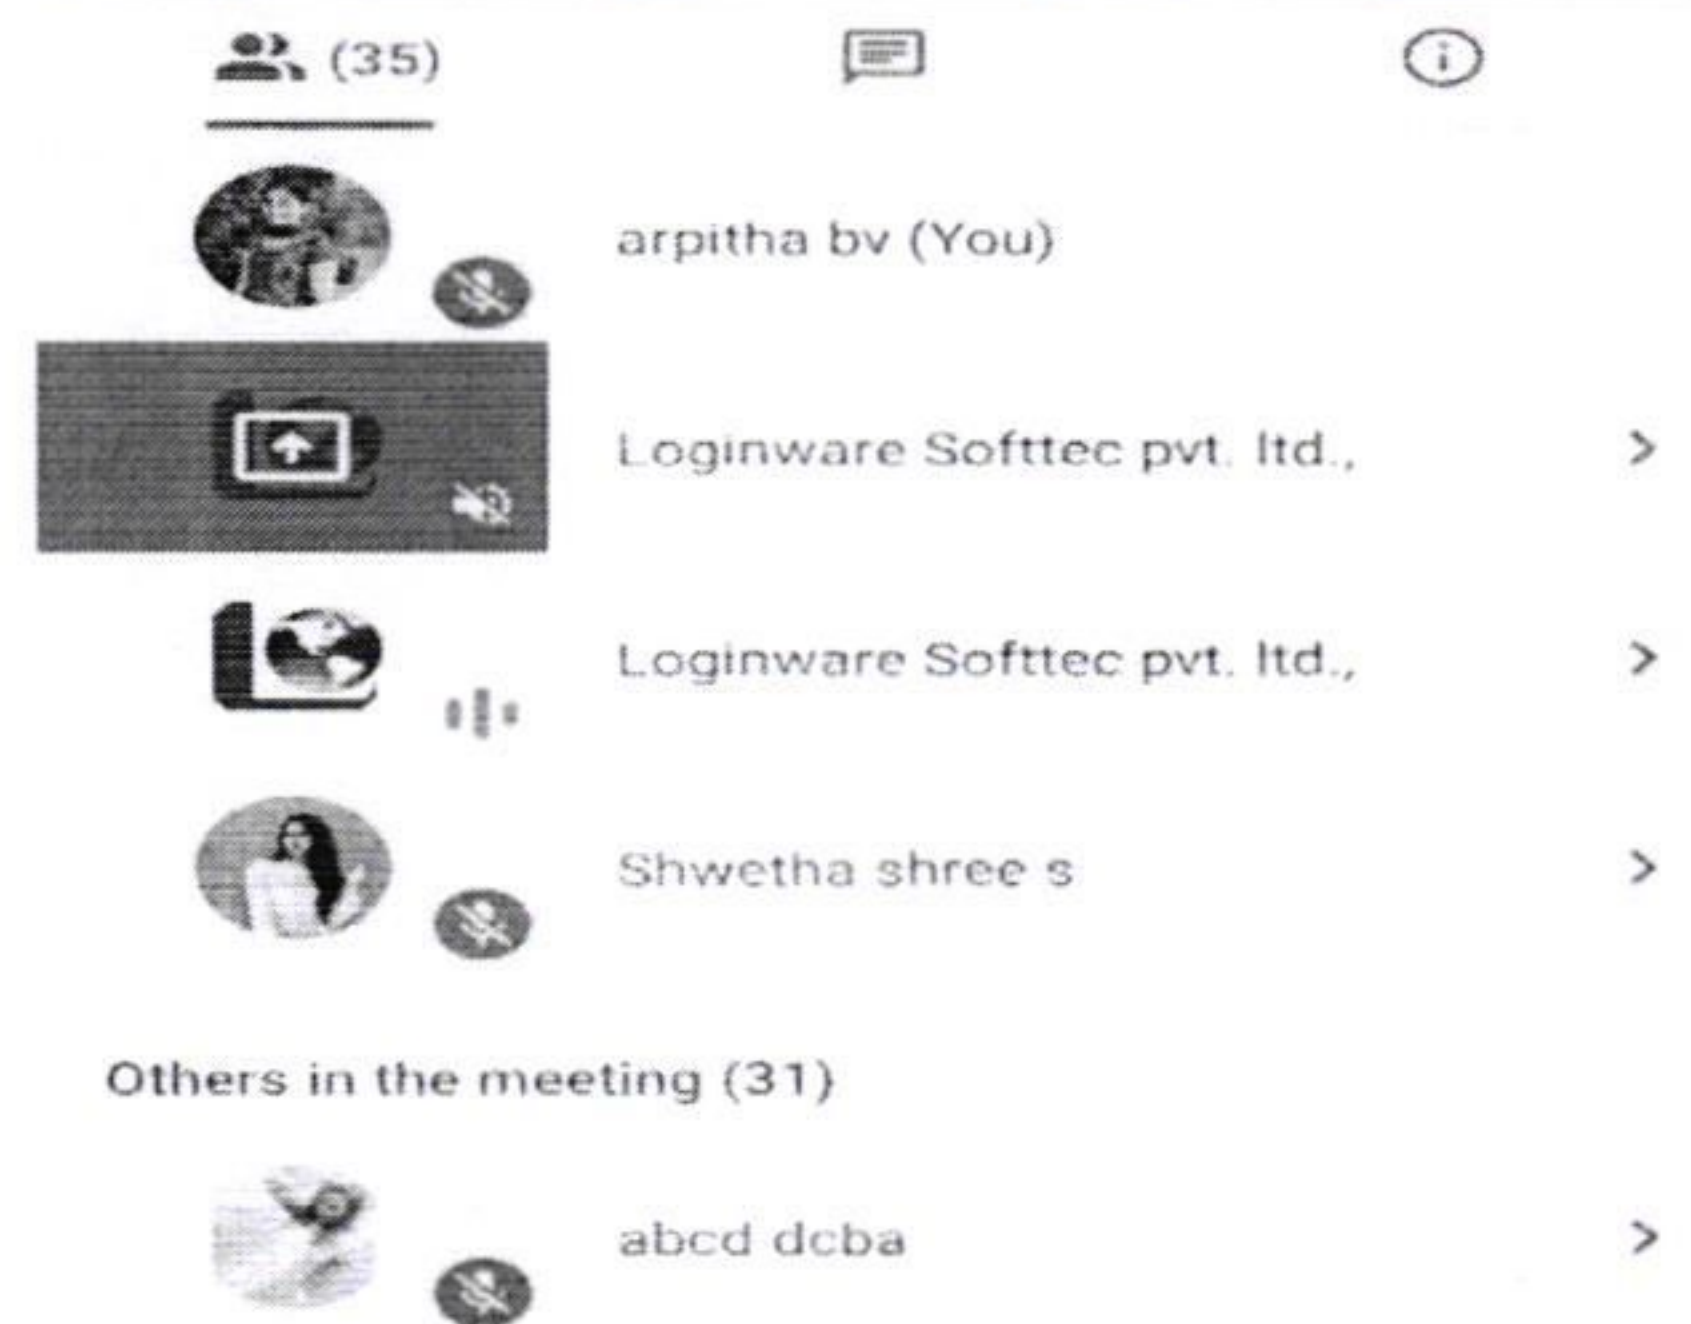 (35)
arpitha bv (You)
Loginware Softtec pvt. ltd.,
Loginware Softtec pvt. ltd.,
Shwetha shree s
Others in the meeting (31)
abcd dcba